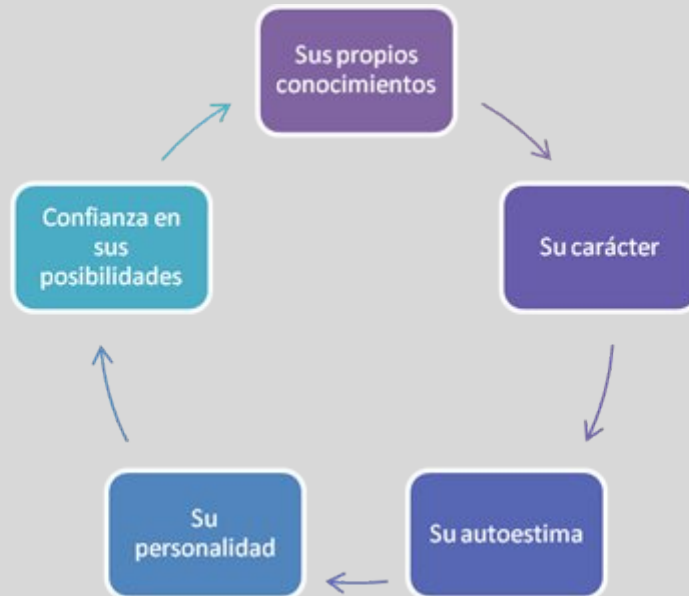 Sus propios
conocimientos
Su carácter
Su autoestima
Su
personalidad
Confianza en
sus
posibilidades